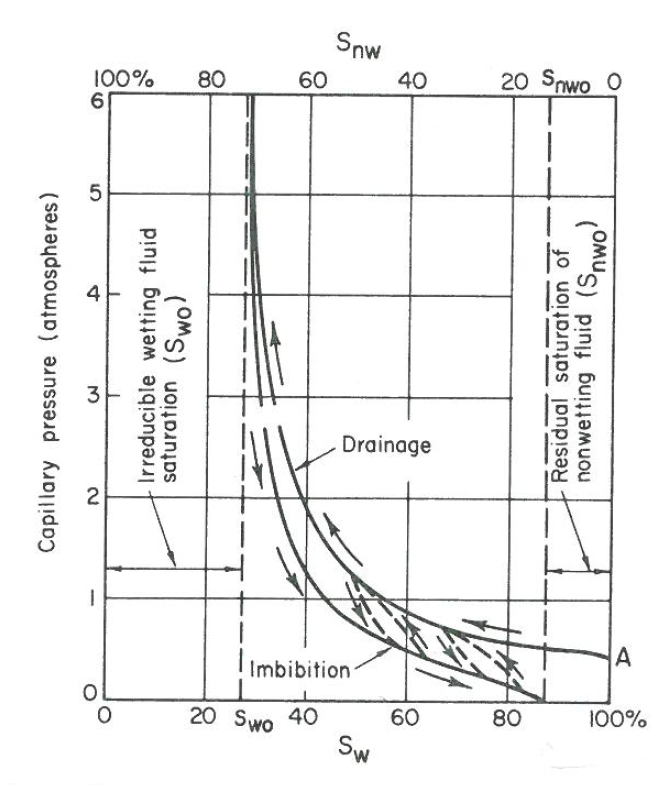 Snw
100% 80 60 40 20 Snwo 0
6
5
4
3
2
1
0
Capillary pressure (atmospheres)
Irreducible wetting fluid
saturation (Swo)
Residual saturation of
nonwetting fluid (Snwo)
Drainage
Imbibition
A
0 20 Swo 40 60 80 100%
Sw